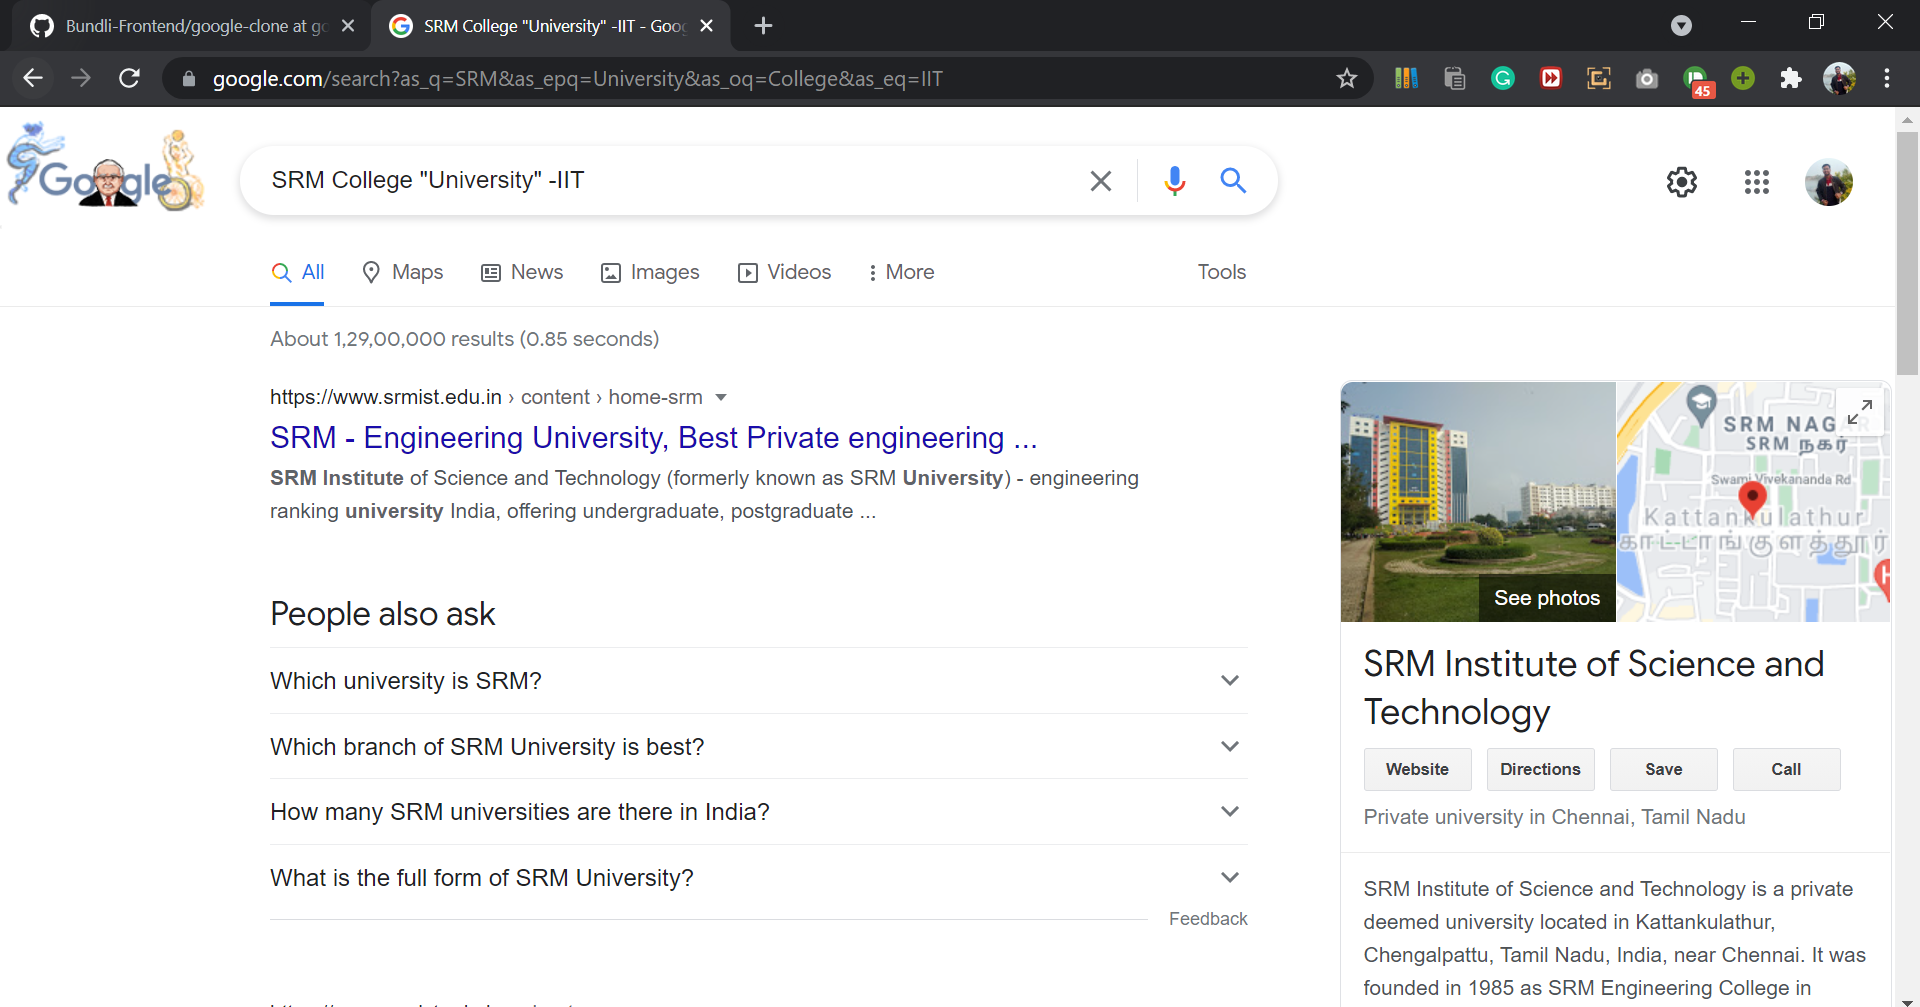 Bundli-Frontend/google-clone at go
SRM College "University" -IIT - Goog
google.com/search?as_q=SRM&as_epq=University&as_oq=College&as_eq=IIT
45
Google
SRM College "University" -IIT
All
Maps
News
Images
Videos
More
Tools
About 1,29,00,000 results (0.85 seconds)
https://www.srmist.edu.in › content › home-srm
SRM - Engineering University, Best Private engineering ...
SRM Institute of Science and Technology (formerly known as SRM University) - engineering
ranking university India, offering undergraduate, postgraduate ...
People also ask
Which university is SRM?
Which branch of SRM University is best?
How many SRM universities are there in India?
What is the full form of SRM University?
Feedback
See photos
SRM NAGAR
SRM நகர்
Swami Vivekananda Rd
Kattankulathur
காட்டாங்குளத்தூர்
H
SRM Institute of Science and
Technology
Website
Directions
Save
Call
Private university in Chennai, Tamil Nadu
SRM Institute of Science and Technology is a private
deemed university located in Kattankulathur,
Chengalpattu, Tamil Nadu, India, near Chennai. It was
founded in 1985 as SRM Engineering College in